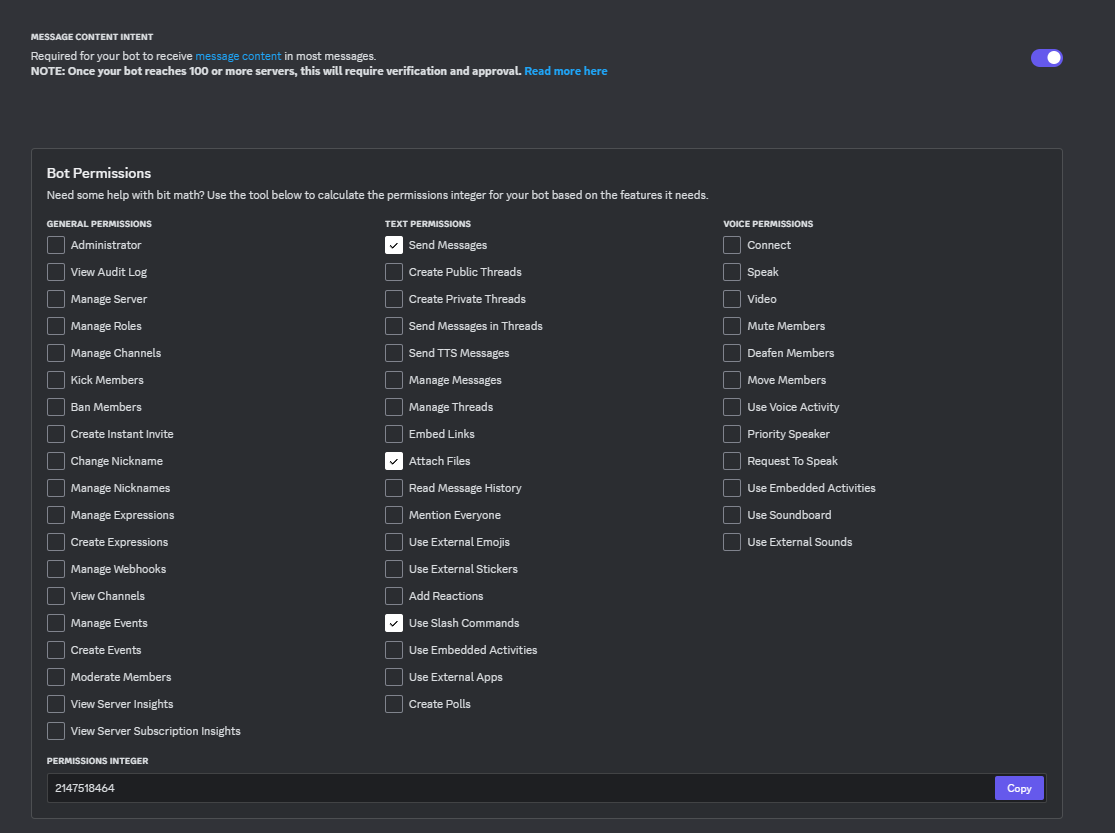 MESSAGE CONTENT INTENT
Required for your bot to receive message content in most messages.
NOTE: Once your bot reaches 100 or more servers, this will require verification and approval. Read more here
Bot Permissions
Need some help with bit math? Use the tool below to calculate the permissions integer for your bot based on the features it needs.
GENERAL PERMISSIONS
Administrator
View Audit Log
Manage Server
Manage Roles
Manage Channels
Kick Members
Ban Members
Create Instant Invite
Change Nickname
Manage Nicknames
Manage Expressions
Create Expressions
Manage Webhooks
View Channels
Manage Events
Create Events
Moderate Members
View Server Insights
View Server Subscription Insights
TEXT PERMISSIONS
Send Messages
Create Public Threads
Create Private Threads
Send Messages in Threads
Send TTS Messages
Manage Messages
Manage Threads
Embed Links
Attach Files
Read Message History
Mention Everyone
Use External Emojis
Use External Stickers
Add Reactions
Use Slash Commands
Use Embedded Activities
Use External Apps
Create Polls
VOICE PERMISSIONS
Connect
Speak
Video
Mute Members
Deafen Members
Move Members
Use Voice Activity
Priority Speaker
Request To Speak
Use Embedded Activities
Use Soundboard
Use External Sounds
PERMISSIONS INTEGER
2147518464
Copy